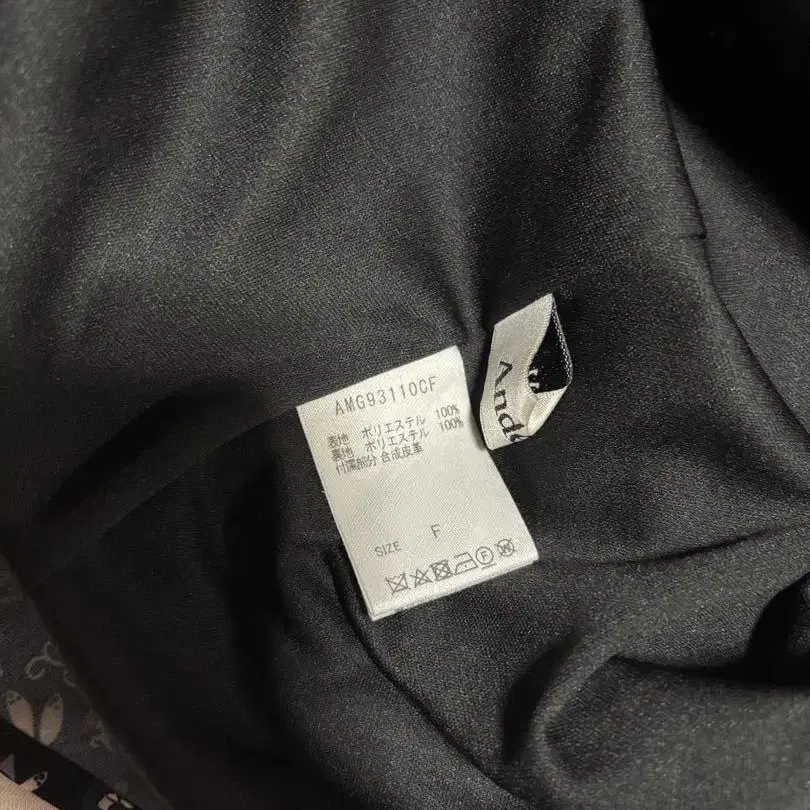 AMG93110CF
表地 ポリエステル 100%
裏地 ポリエステル 100%
付属部分 合成皮革
SIZE F